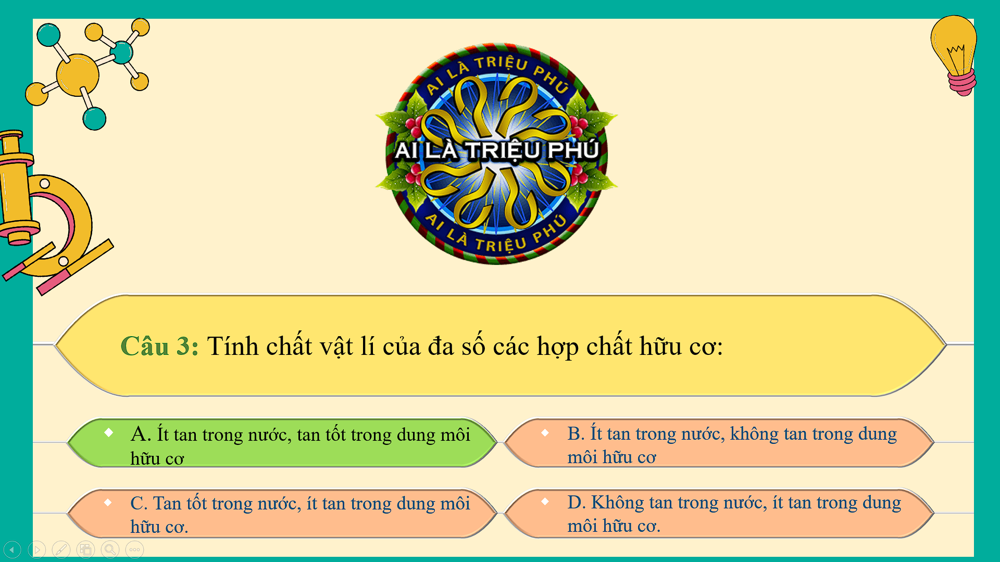 AI LÀ TRIỆU PHÚ
AI LÀ TRIỆU PHÚ
AI LÀ TRIỆU PHÚ
Câu 3: Tính chất vật lí của đa số các hợp chất hữu cơ:
A. Ít tan trong nước, tan tốt trong dung môi
hữu cơ
B. Ít tan trong nước, không tan trong dung
môi hữu cơ
C. Tan tốt trong nước, ít tan trong dung môi
hữu cơ.
D. Không tan trong nước, ít tan trong dung
môi hữu cơ.